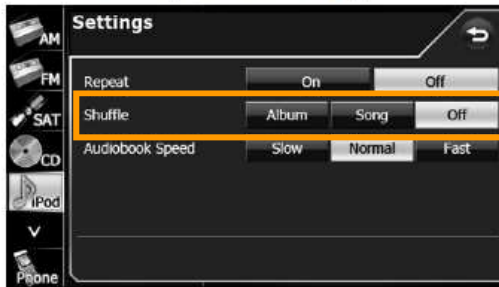 AM
FM
SAT
CD
iPod
Phone
Settings
Repeat On Off
Shuffle Album Song Off
Audiobook Speed Slow Normal Fast